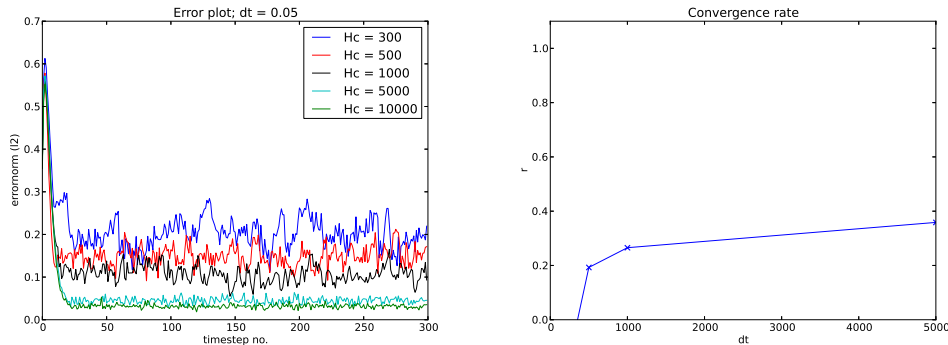 Error plot; dt = 0.05
0.7
0.6
0.5
0.4
0.3
0.2
0.1
0.0
errornorm (l2)
Hc = 300
Hc = 500
Hc = 1000
Hc = 5000
Hc = 10000
0
50
100
150
200
250
300
timestep no.
Convergence rate
1.0
0.8
0.6
0.4
0.2
0.0
r
0
1000
2000
3000
4000
5000
dt